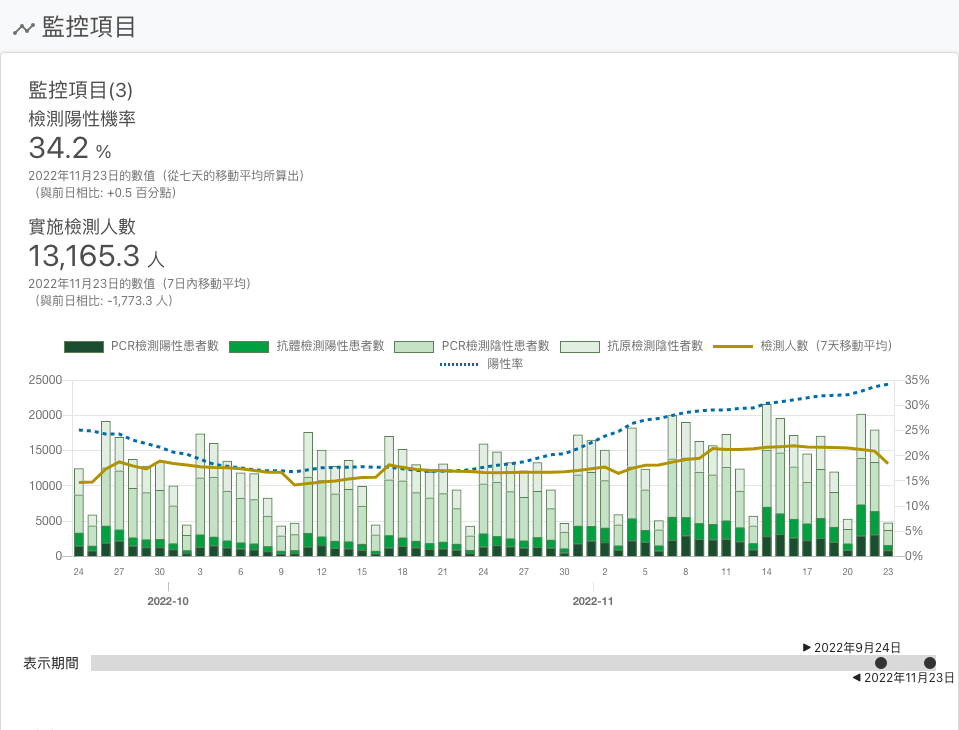 監控項目
監控項目(3)
檢測陽性機率
34.2 %
2022年11月23日的數值（從七天的移動平均所算出）
（與前日相比: +0.5 百分點）
實施檢測人數
13,165.3 人
2022年11月23日的數值（7日內移動平均）
（與前日相比: -1,773.3 人）
PCR檢測陽性患者數 抗體檢測陽性患者數 PCR檢測陰性患者數 抗原檢測陰性者數 檢測人數（7天移動平均）
陽性率
25000 35%
30%
20000
25%
15000
20%
10000 15%
10%
5000
5%
0 0%
24 27 30 3 6 9 12 15 18 21 24 27 30 2 5 8 11 14 17 20 23
2022-10 2022-11
▶ 2022年9月24日
表示期間
◀ 2022年11月23日